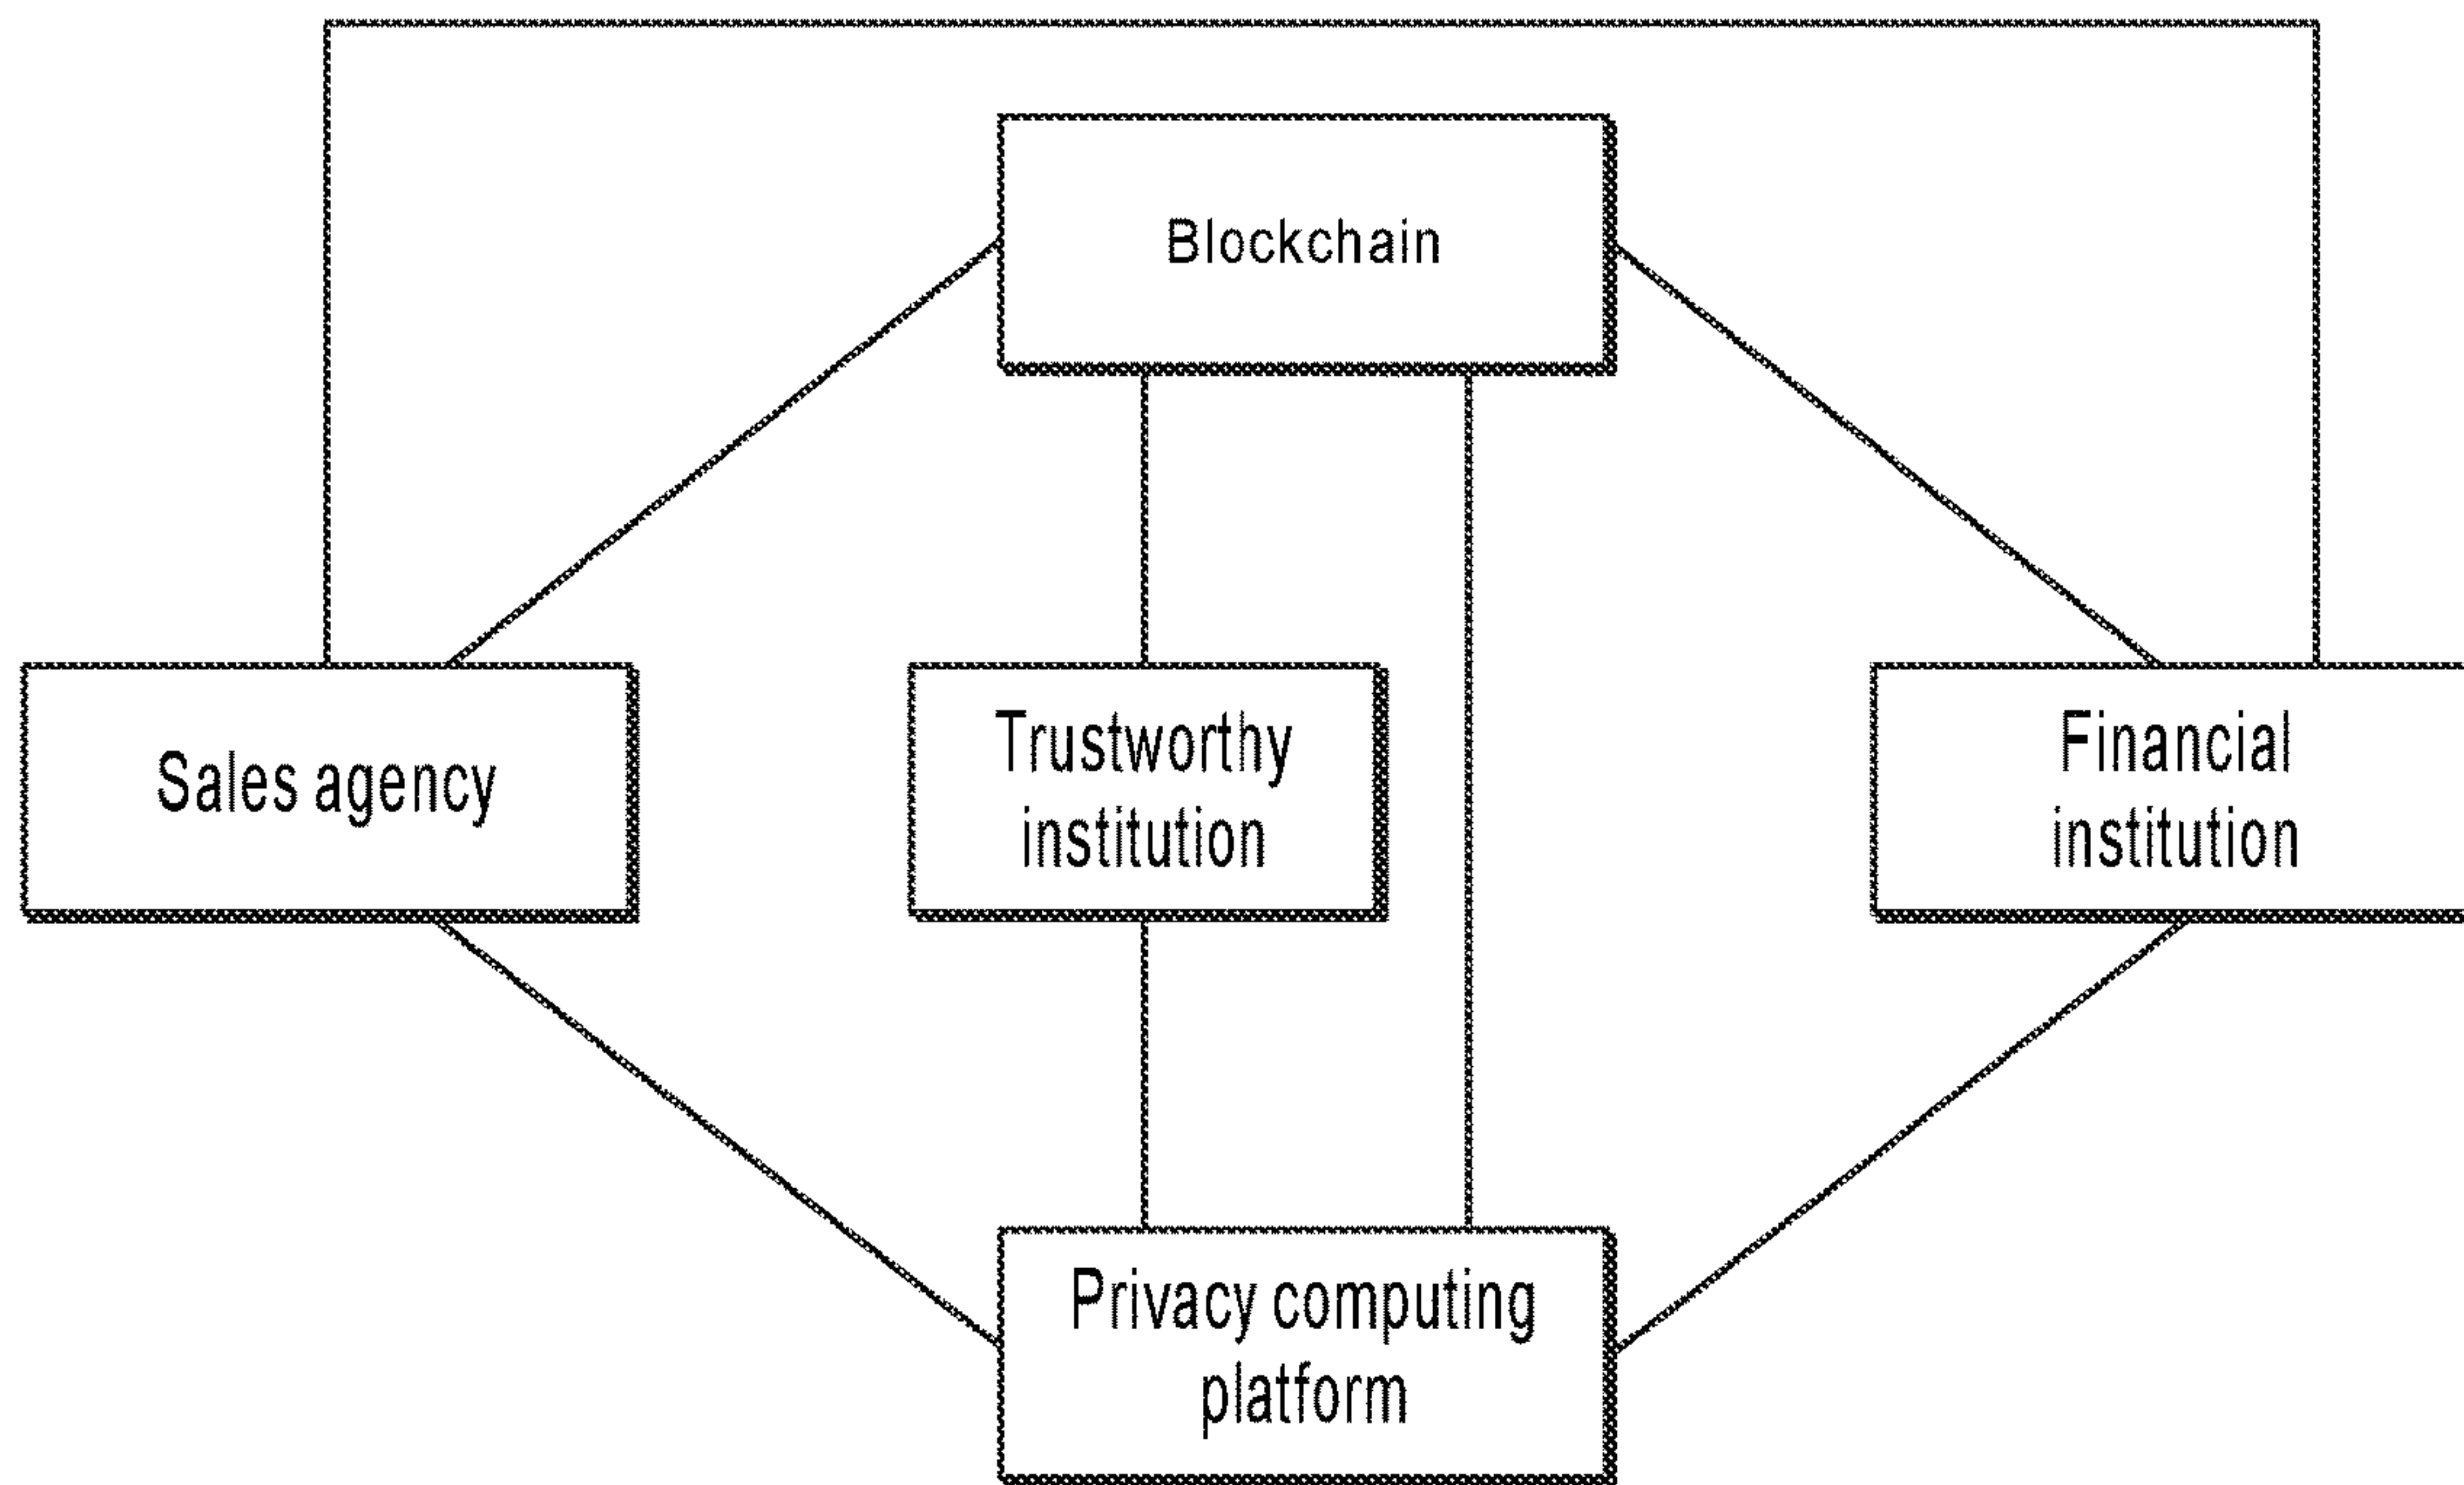 Blockchain
Sales agency
Trustworthy
institution
Financial
institution
Privacy computing
platform